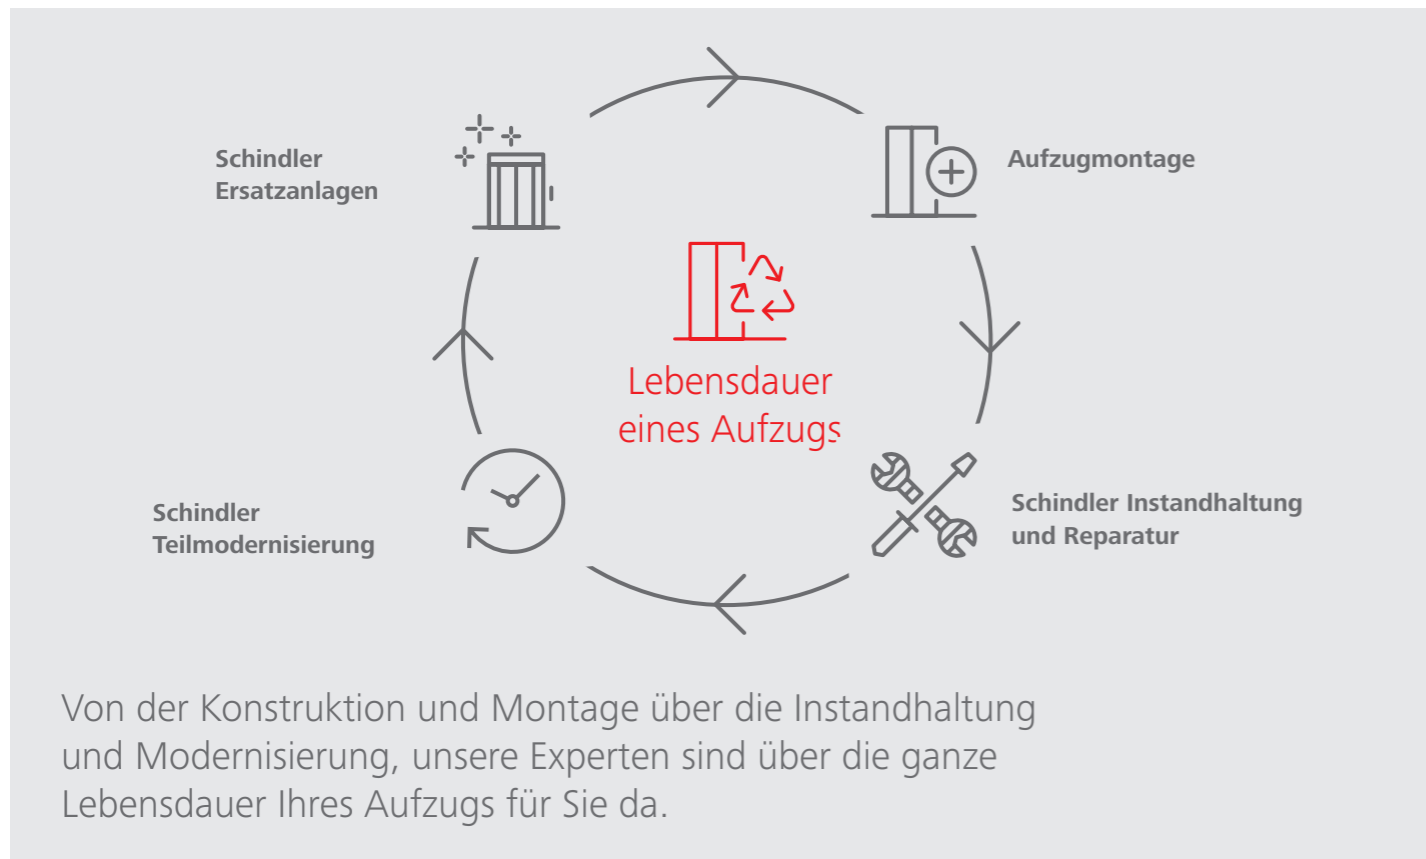 Schindler
Ersatzanlagen
Aufzugmontage
Lebensdauer
eines Aufzugs
Schindler
Teilmodernisierung
Schindler Instandhaltung
und Reparatur
Von der Konstruktion und Montage über die Instandhaltung
und Modernisierung, unsere Experten sind über die ganze
Lebensdauer Ihres Aufzugs für Sie da.